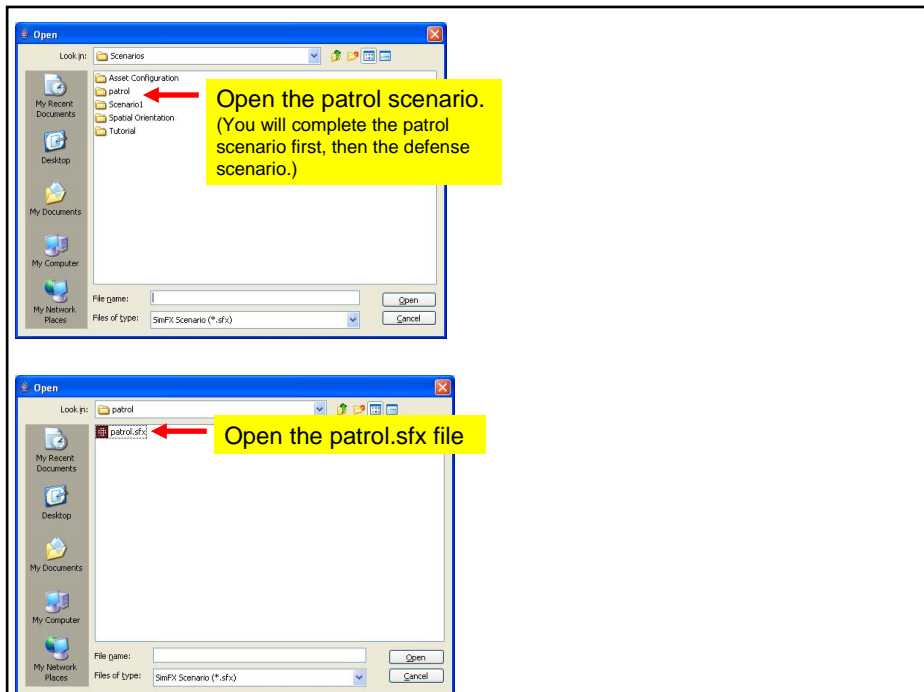 Open
Look in: Scenarios
My Recent Documents
Desktop
My Documents
My Computer
My Network Places
Asset Configuration
patrol
Scenario1
Spatial Orientation
Tutorial
Open the patrol scenario.
(You will complete the patrol
scenario first, then the defense
scenario.)
File name:
Open
Files of type: SimFX Scenario (*.sfx)
Cancel
Open
Look in: patrol
My Recent Documents
Desktop
My Documents
My Computer
My Network Places
patrol.sfx
Open the patrol.sfx file
File name:
Open
Files of type: SimFX Scenario (*.sfx)
Cancel